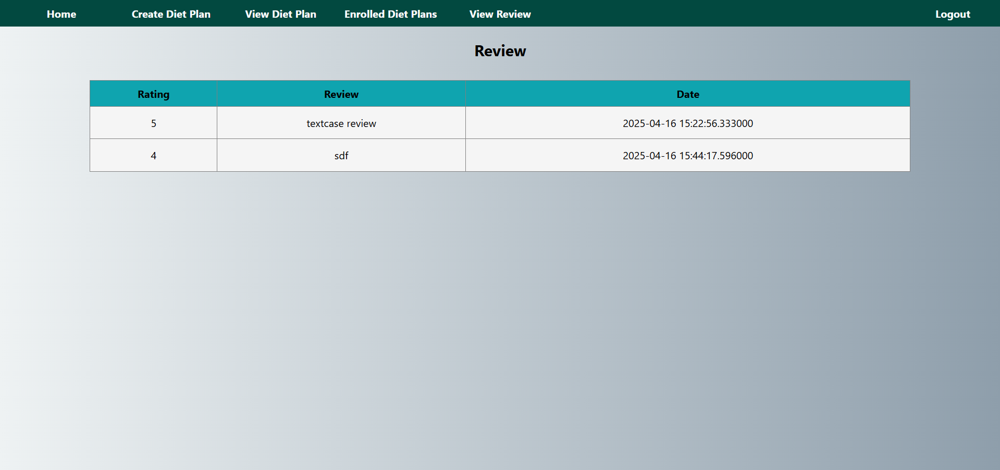 Home Create Diet Plan View Diet Plan Enrolled Diet Plans View Review Logout
Review
Rating Review Date
5 textcase review 2025-04-16 15:22:56.333000
4 sdf 2025-04-16 15:44:17.596000